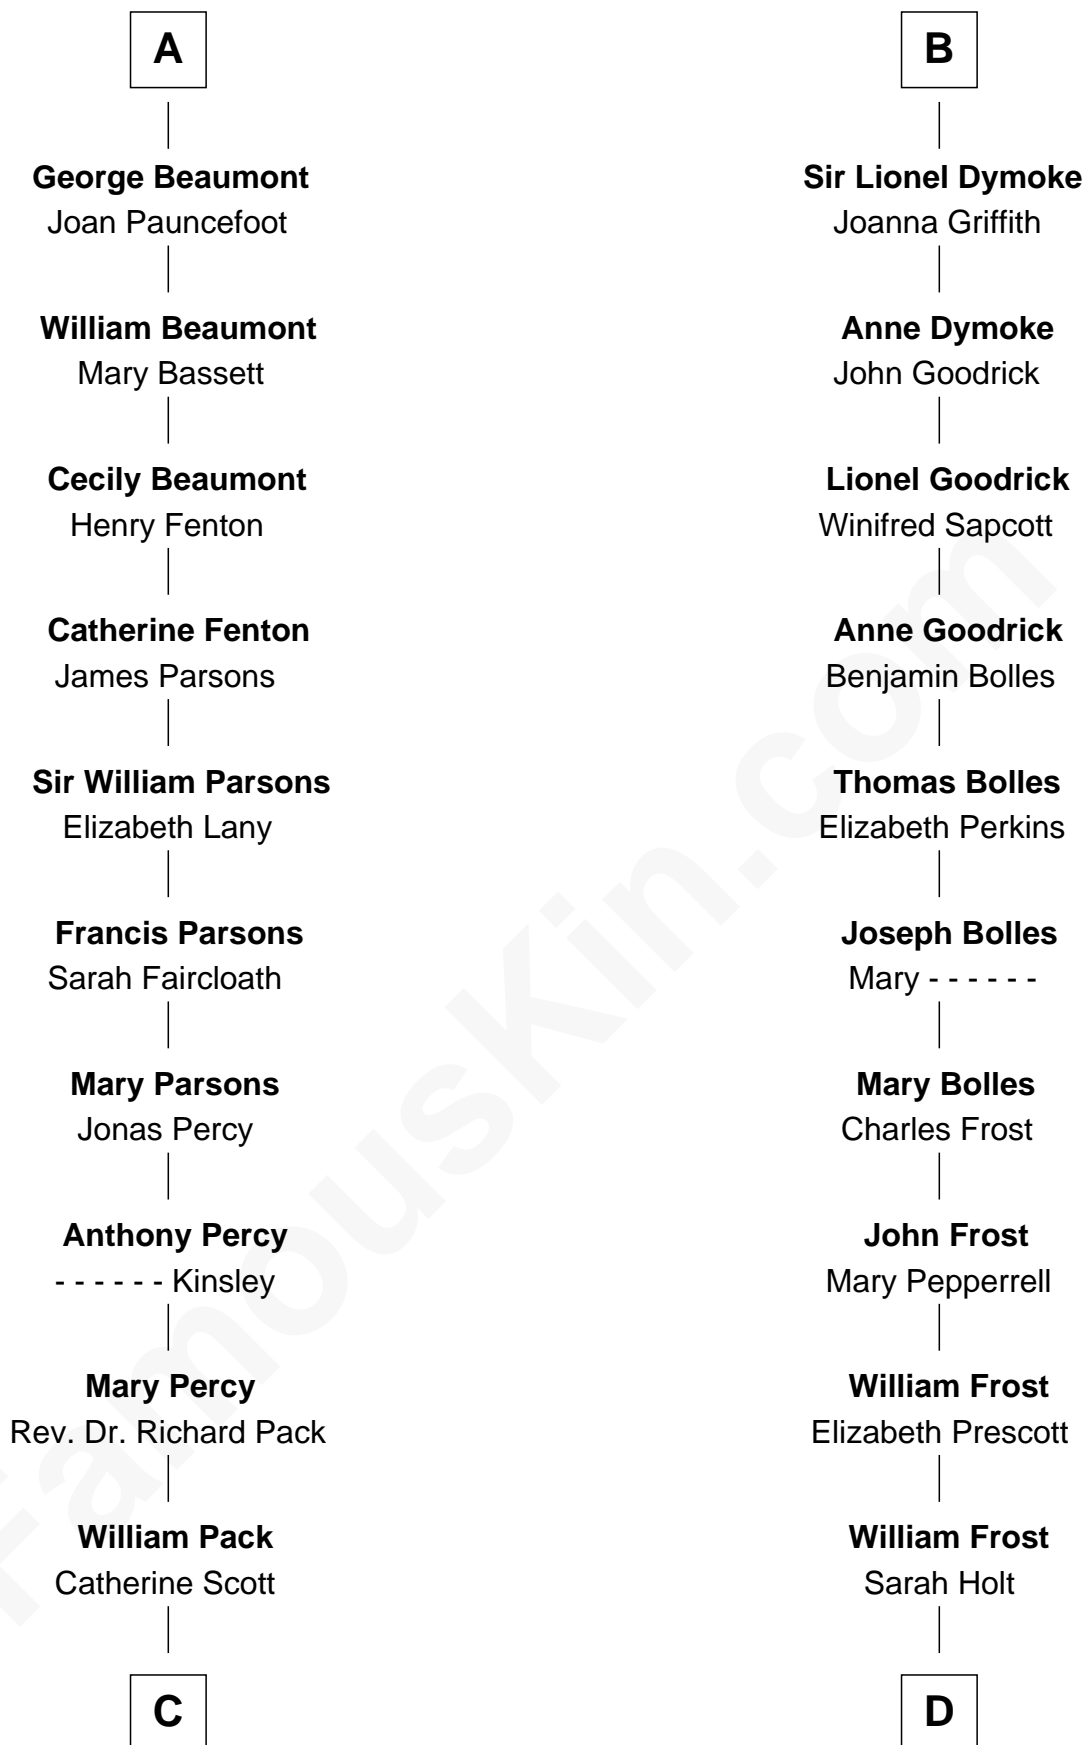 A
George Beaumont
Joan Pauncefoot
William Beaumont
Mary Bassett
Cecily Beaumont
Henry Fenton
Catherine Fenton
James Parsons
Sir William Parsons
Elizabeth Lany
Francis Parsons
Sarah Faircloath
Mary Parsons
Jonas Percy
Anthony Percy
- - - - - - Kinsley
Mary Percy
Rev. Dr. Richard Pack
William Pack
Catherine Scott
C
B
Sir Lionel Dymoke
Joanna Griffith
Anne Dymoke
John Goodrick
Lionel Goodrick
Winifred Sapcott
Anne Goodrick
Benjamin Bolles
Thomas Bolles
Elizabeth Perkins
Joseph Bolles
Mary - - - - - -
Mary Bolles
Charles Frost
John Frost
Mary Pepperrell
William Frost
Elizabeth Prescott
William Frost
Sarah Holt
D
FamousKin.com